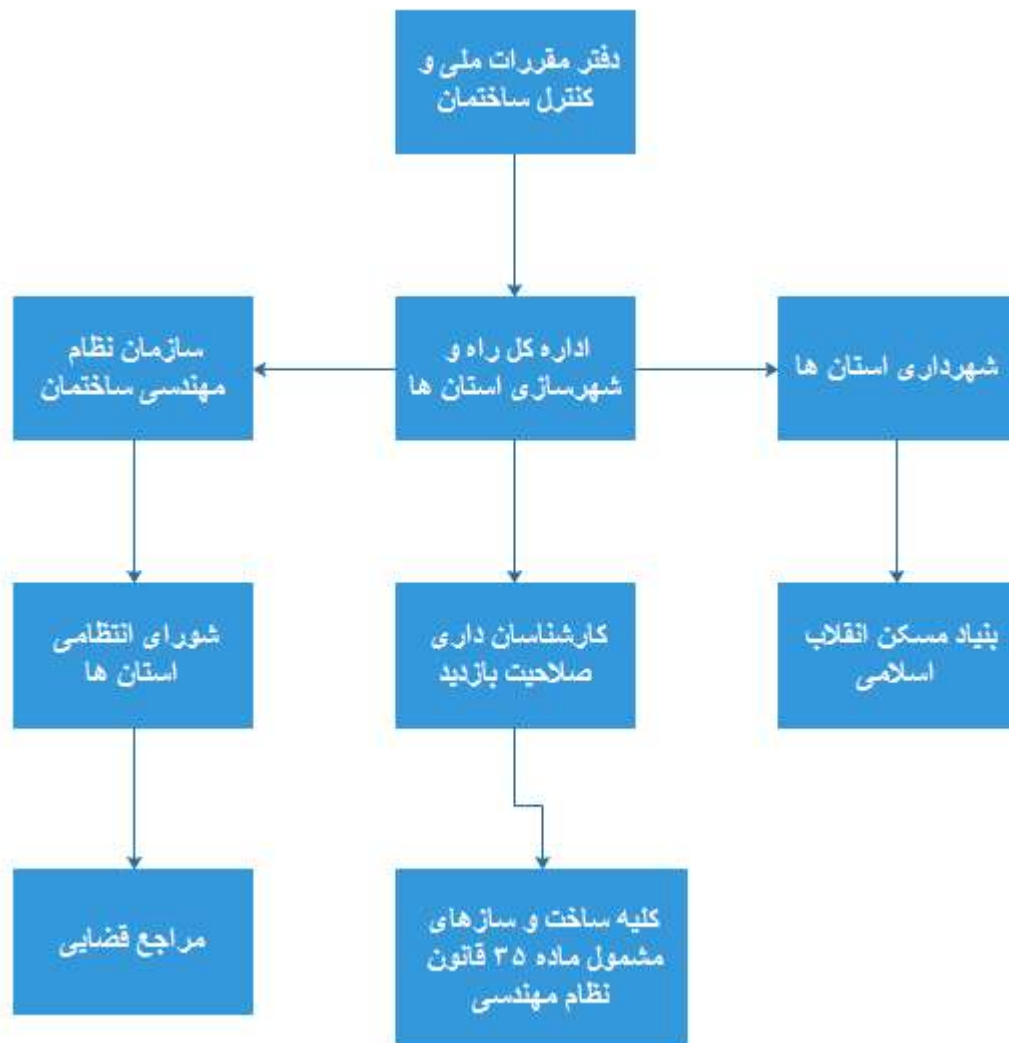 دفتر مقررات ملی و
کنترل ساختمان
شهرداری استان ها
اداره کل راه و
شهرسازی استان ها
سازمان نظام
مهندسی ساختمان
بنیاد مسکن انقلاب
اسلامی
کارشناسان داری
صلاحیت بازدید
شورای انتظامی
استان ها
کلیه ساخت و سازهای
مشمول ماده ۳۵ قانون
نظام مهندسی
مراجع قضایی